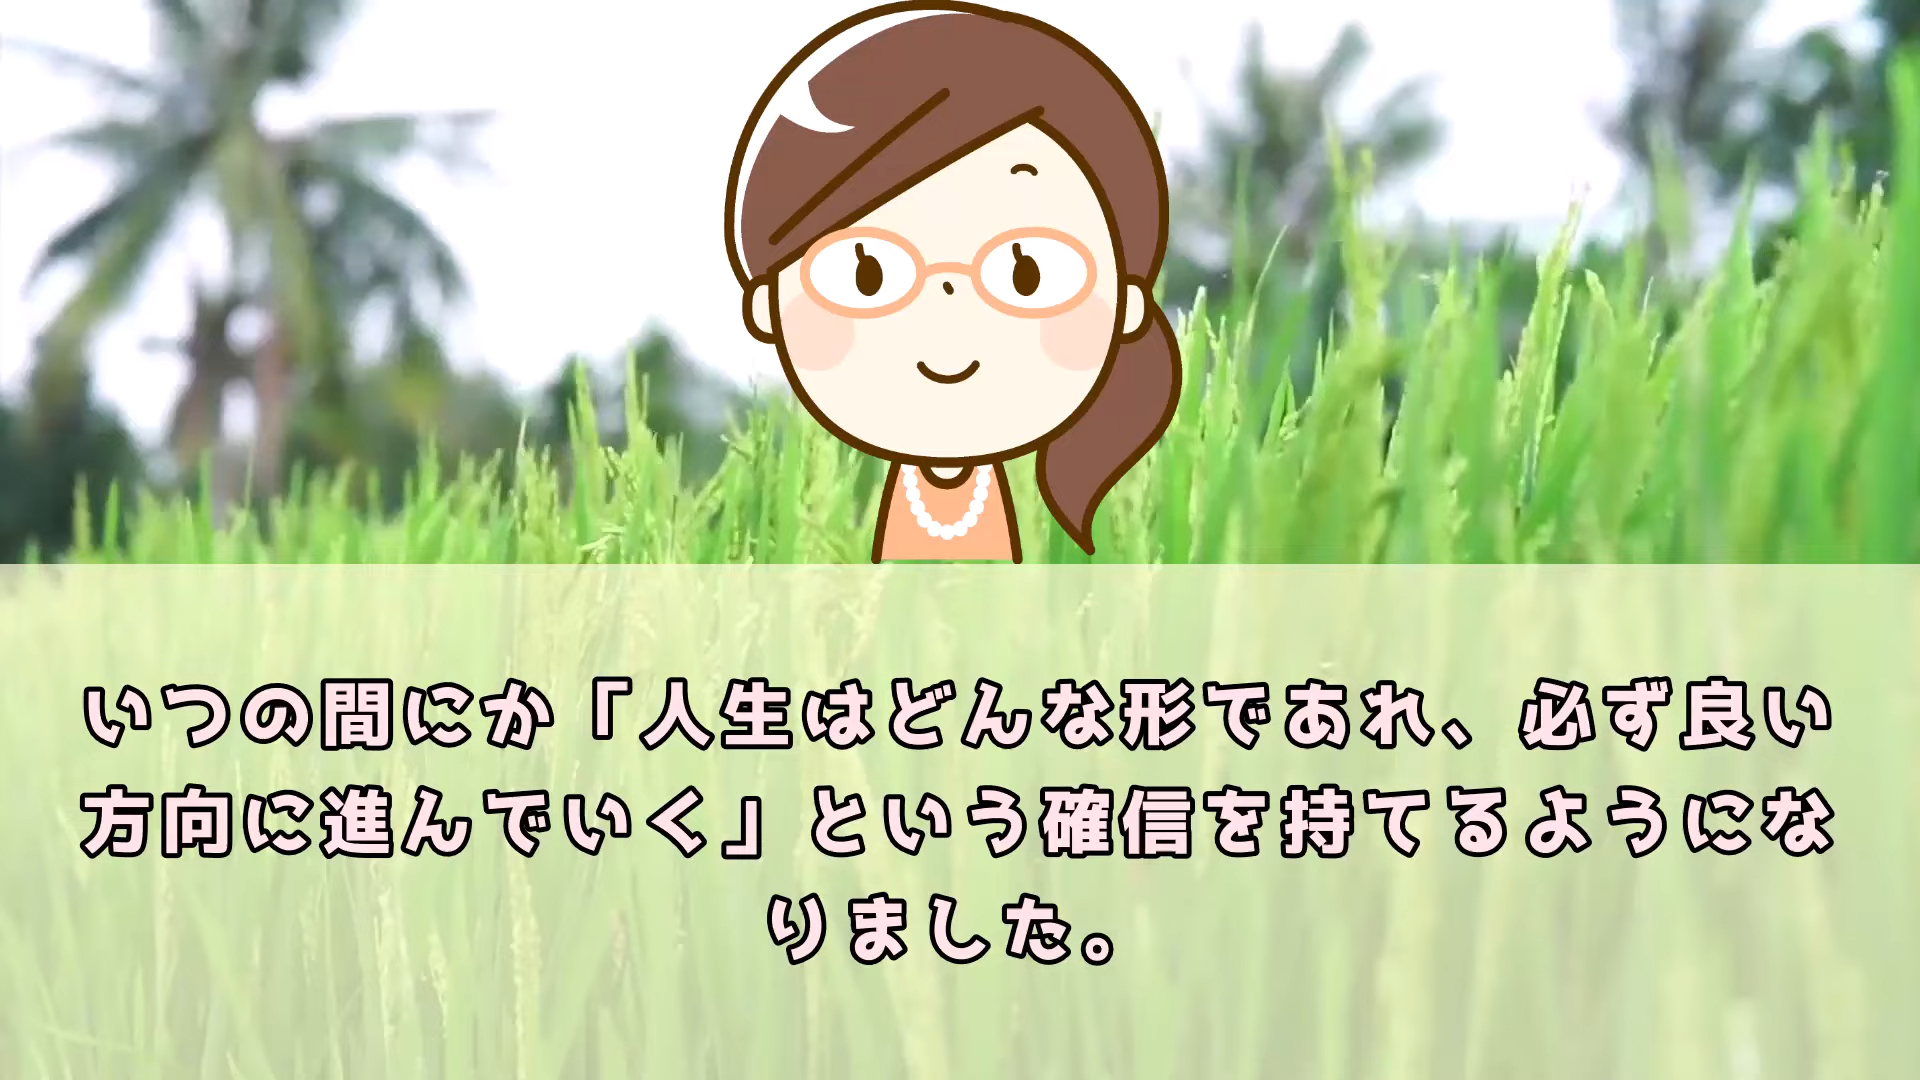 いつの間にか「人生はどんな形であれ、必ず良い
方向に進んでいく」という確信を持てるようにな
りました。